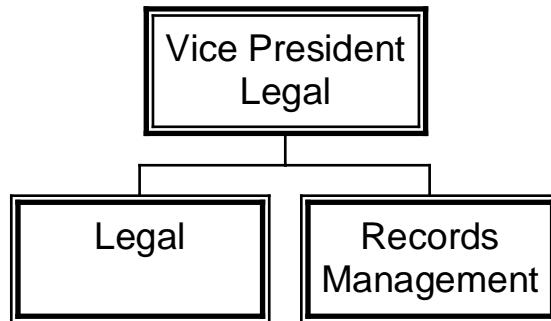 Vice President
Legal
Legal
Records
Management